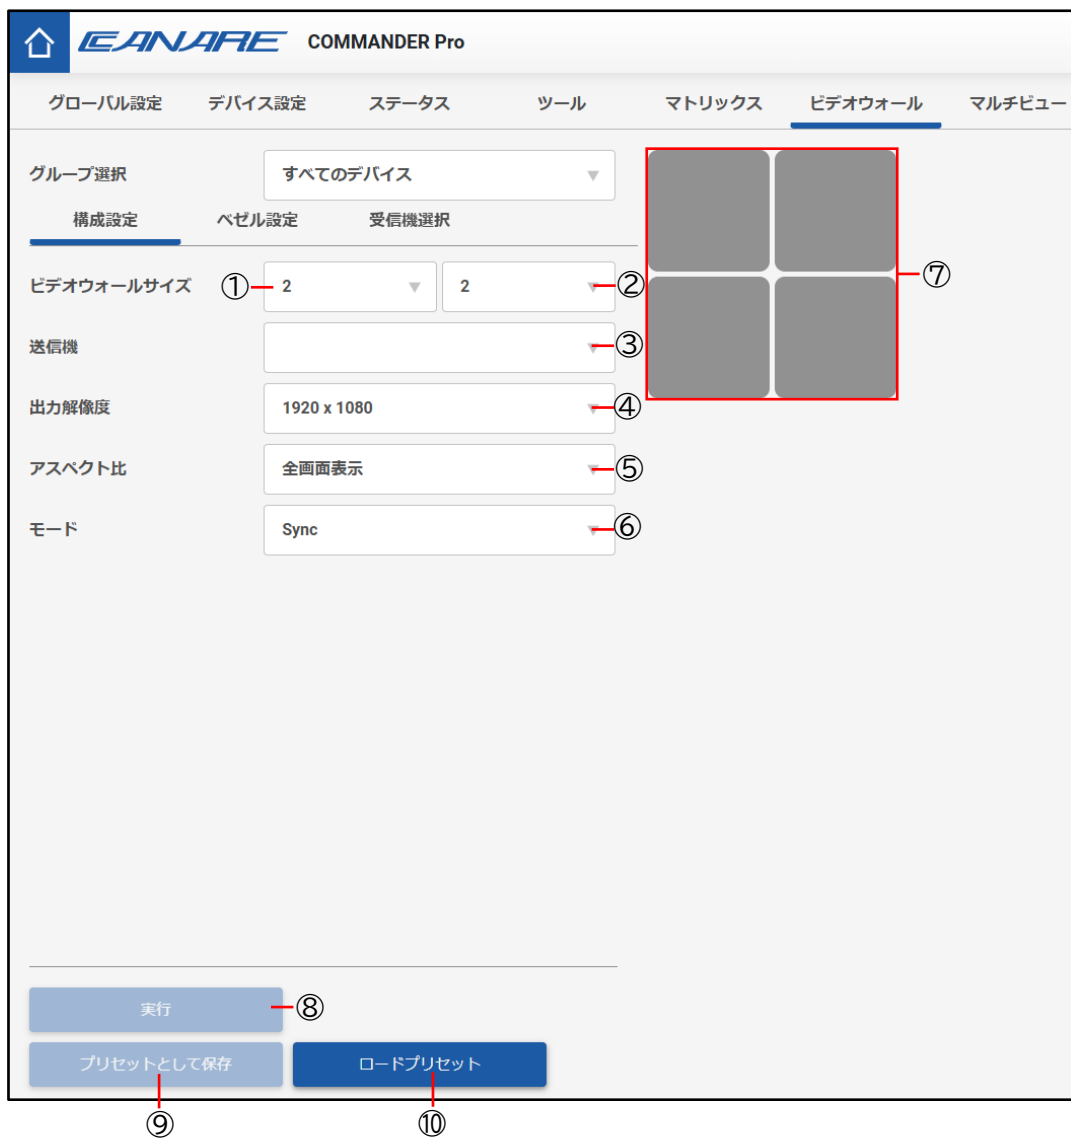 CANARE COMMANDER Pro
グローバル設定 デバイス設定 ステータス ツール マトリックス ビデオウォール マルチビュー
グループ選択 すべてのデバイス
構成設定 ベゼル設定 受信機選択
ビデオウォールサイズ ① 2 2 ② ⑦
送信機 ③
出力解像度 1920 x 1080 ④
アスペクト比 全画面表示 ⑤
モード Sync ⑥
実行 ⑧
プリセットとして保存 ロードプリセット
⑨ ⑩